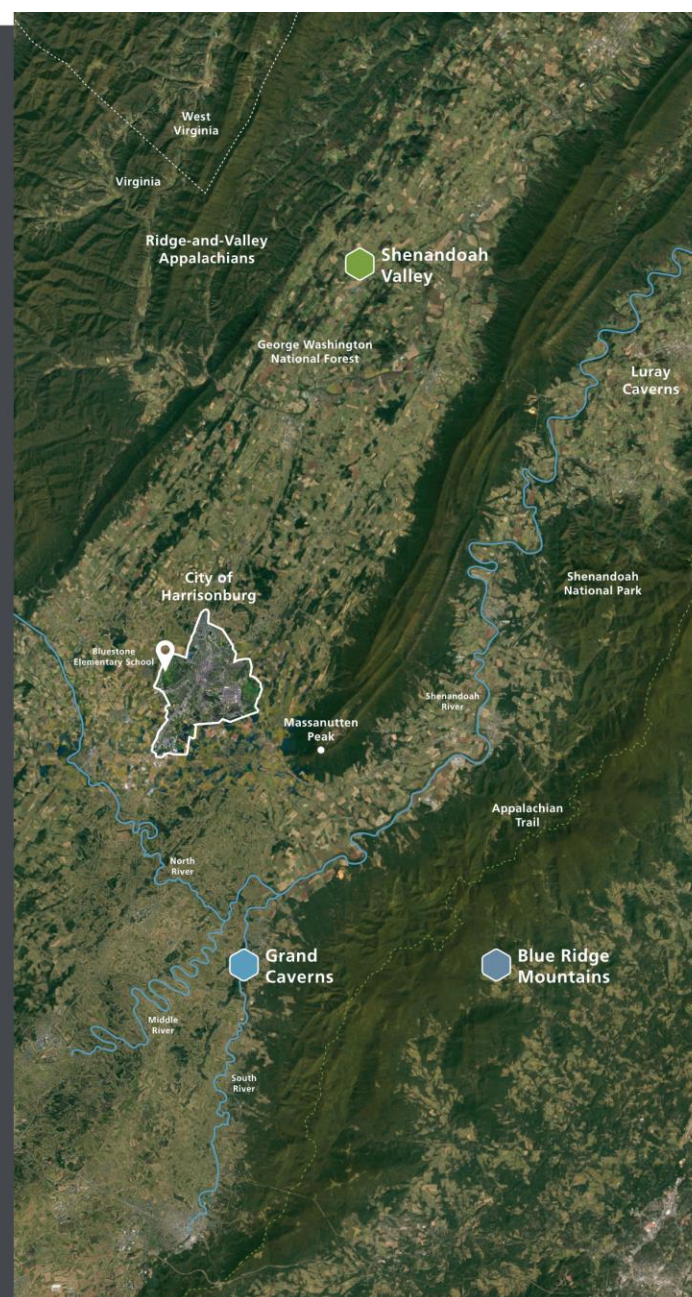 West
Virginia
Virginia
Ridge-and-Valley
Appalachians
Shenandoah
Valley
George Washington
National Forest
Luray
Caverns
City of
Harrisonburg
Shenandoah
National Park
Bluestone
Elementary School
Shenandoah
River
Massanutten
Peak
Appalachian
Trail
North
River
Grand
Caverns
Blue Ridge
Mountains
Middle
River
South
River